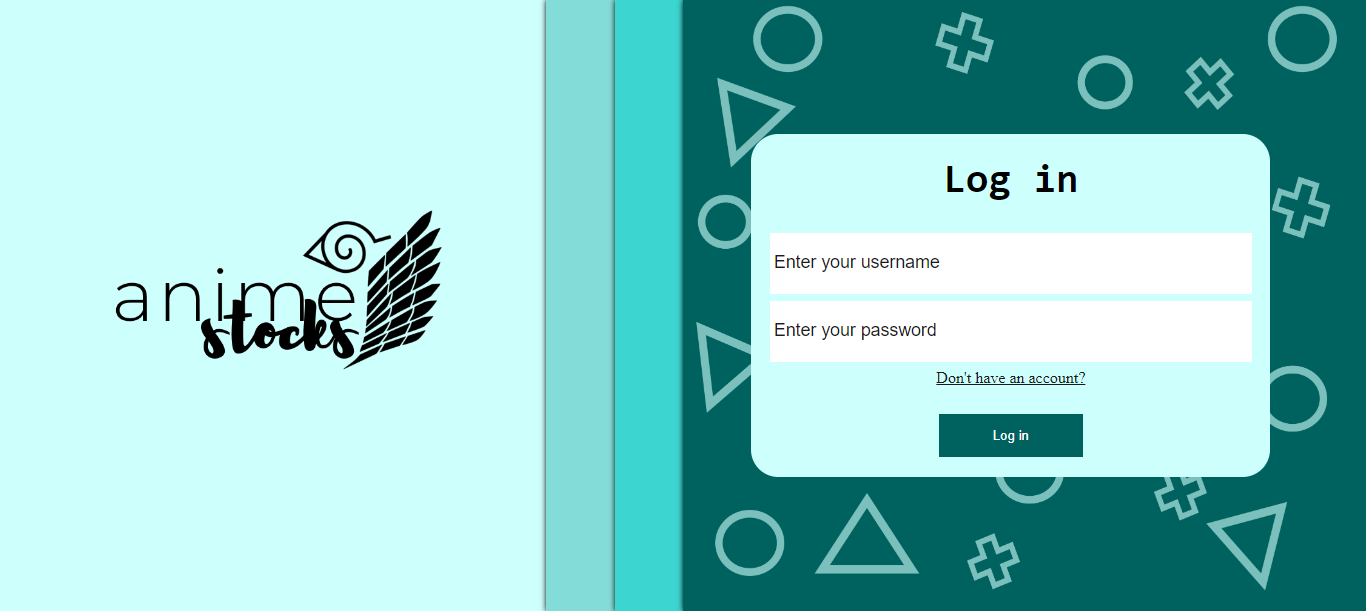 anime
stocks
Log in
Enter your username
Enter your password
Don't have an account?
Log in